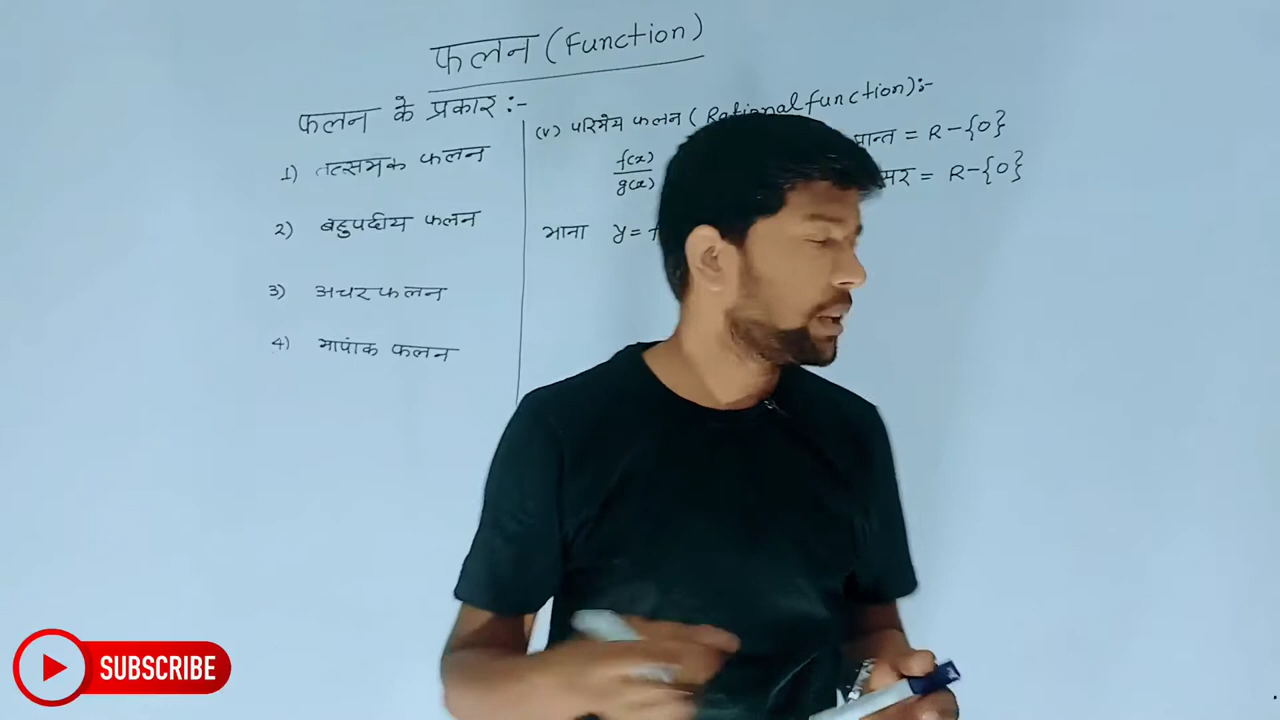 फलन (Function)
फलन के प्रकार :-
1) तत्समक फलन
2) बहुपदीय फलन
3) अचर फलन
4) मापांक फलन
(v) परिमेय फलन (Rational function):-
f(x)
g(x)
माना y =
प्रान्त = R-{0}
सर = R-{0}
SUBSCRIBE